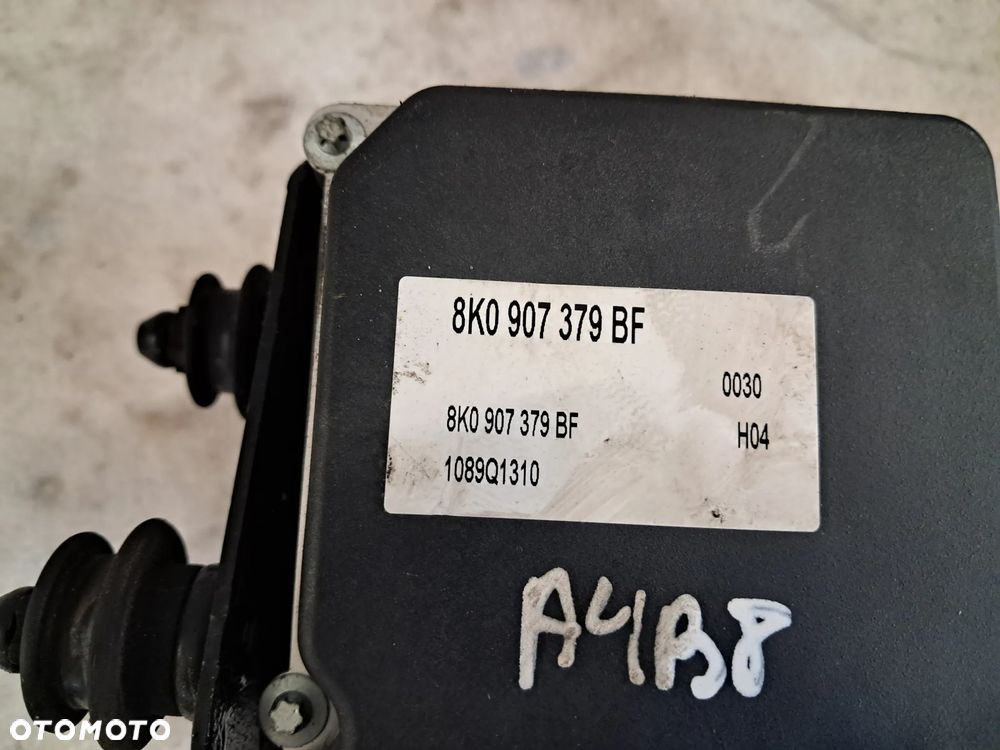 8K0 907 379 BF
0030
8K0 907 379 BF
H04
1089Q1310
A4B8
OTOMOTO